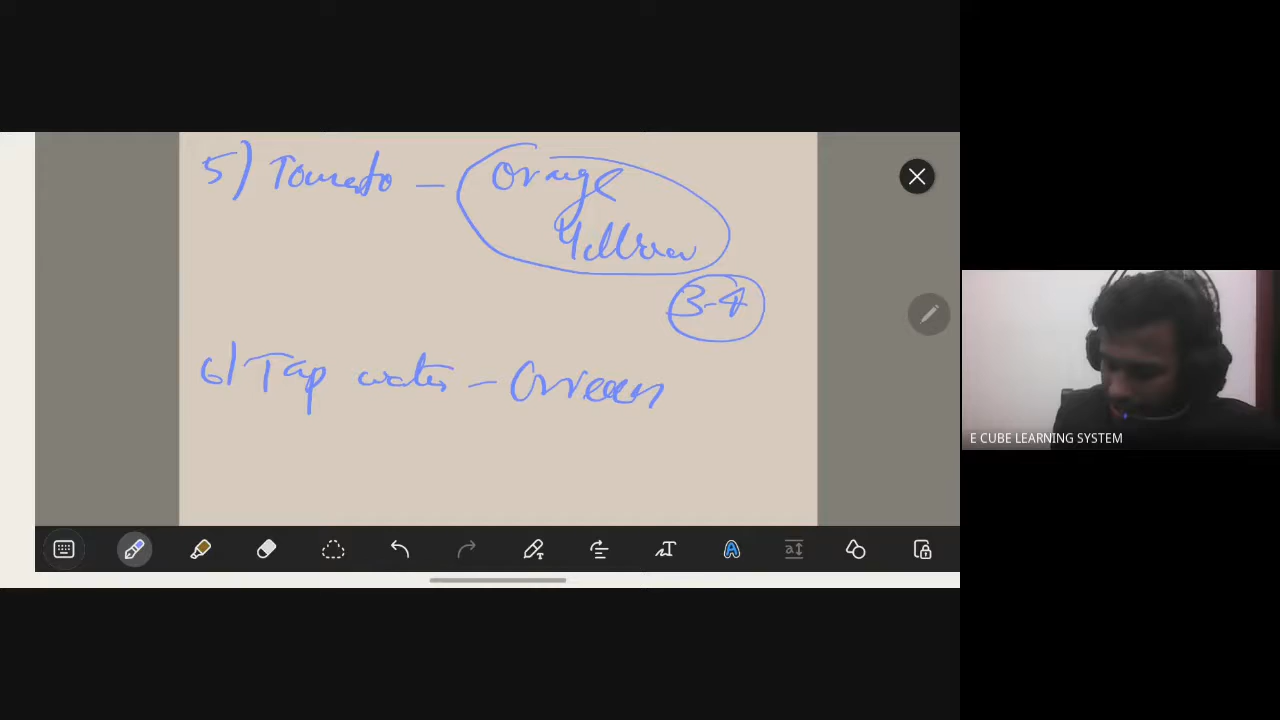 5) Tomato - Orange
Yellow
3-4
6) Tap water - Green
E CUBE LEARNING SYSTEM